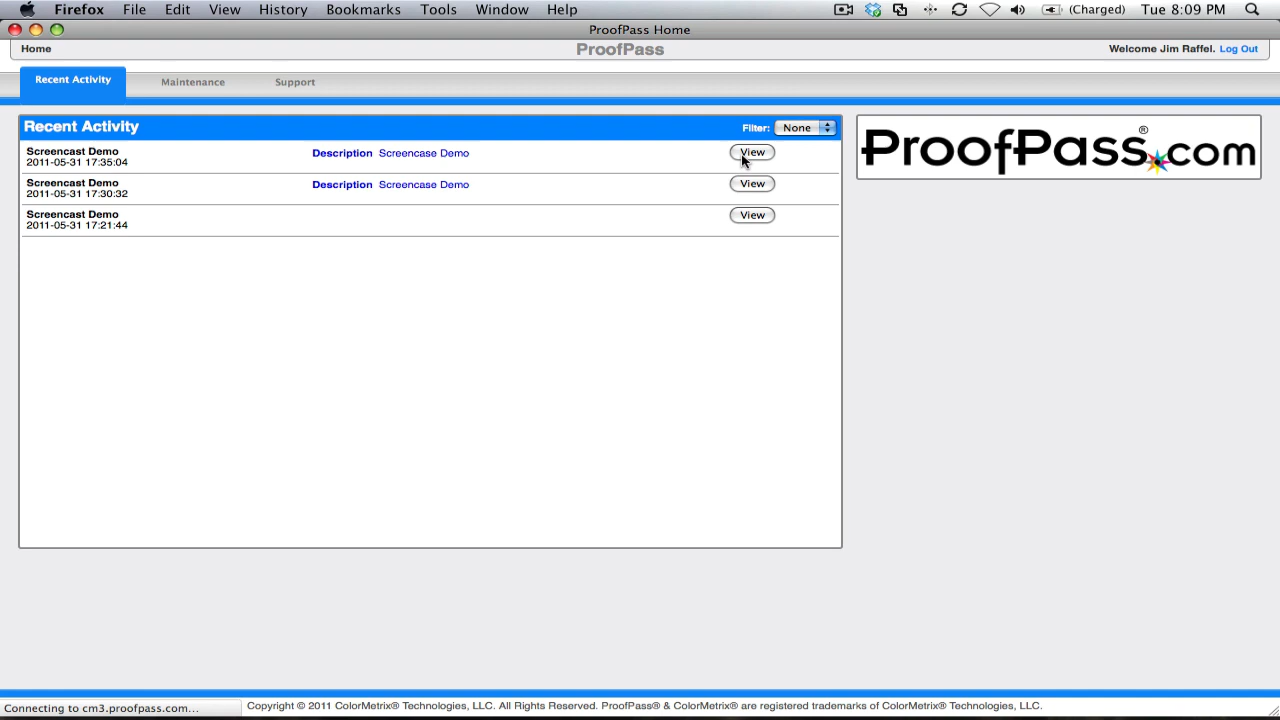 Firefox File Edit View History Bookmarks Tools Window Help (Charged) Tue 8:09 PM
ProofPass Home
Home ProofPass Welcome Jim Raffel. Log Out
Recent Activity Maintenance Support
Recent Activity Filter: None
Screencast Demo Description Screencase Demo View
2011-05-31 17:35:04
Screencast Demo Description Screencase Demo View
2011-05-31 17:30:32
Screencast Demo View
2011-05-31 17:21:44
ProofPass.com®
Connecting to cm3.proofpass.com... Copyright © 2011 ColorMetrix® Technologies, LLC. All Rights Reserved. ProofPass® & ColorMetrix® are registered trademarks of ColorMetrix® Technologies, LLC.